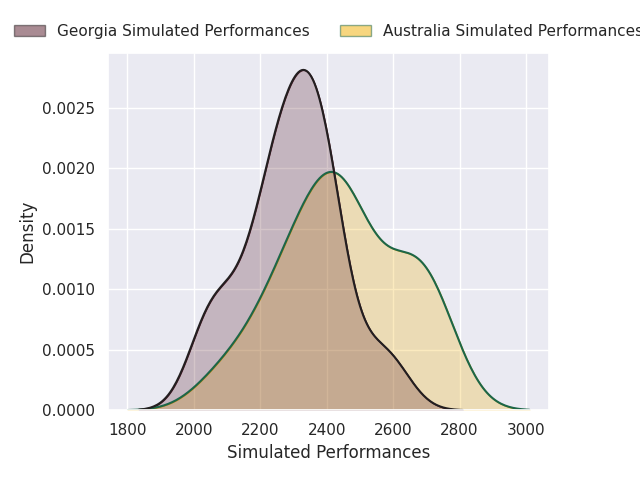 Georgia Simulated Performances Australia Simulated Performances
0.0025
0.0020
0.0015
0.0010
0.0005
0.0000
Density
1800 2000 2200 2400 2600 2800 3000
Simulated Performances